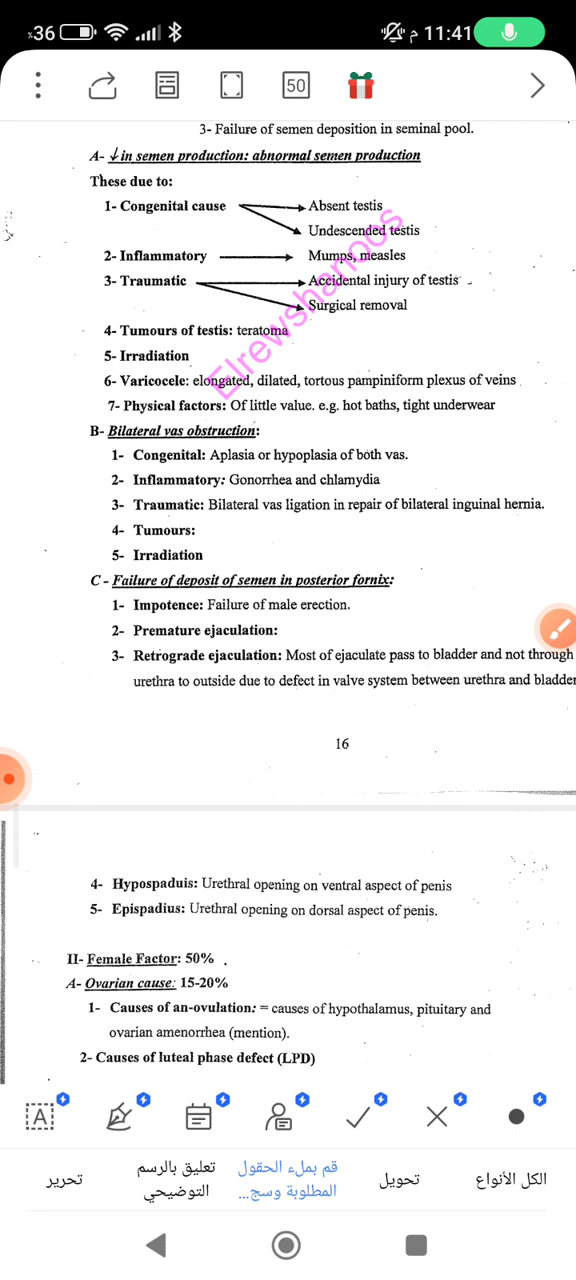 %36
11:41 م
50
3- Failure of semen deposition in seminal pool.
A- ↓ in semen production: abnormal semen production
These due to:
1- Congenital cause → Absent testis
Undescended testis
2- Inflammatory → Mumps, measles
3- Traumatic → Accidental injury of testis
Surgical removal
4- Tumours of testis: teratoma
5- Irradiation
6- Varicocele: elongated, dilated, tortous pampiniform plexus of veins
7- Physical factors: Of little value. e.g. hot baths, tight underwear
Elrewshanoos
B- Bilateral vas obstruction:
1- Congenital: Aplasia or hypoplasia of both vas.
2- Inflammatory: Gonorrhea and chlamydia
3- Traumatic: Bilateral vas ligation in repair of bilateral inguinal hernia.
4- Tumours:
5- Irradiation
C - Failure of deposit of semen in posterior fornix:
1- Impotence: Failure of male erection.
2- Premature ejaculation:
3- Retrograde ejaculation: Most of ejaculate pass to bladder and not through
urethra to outside due to defect in valve system between urethra and bladder
16
4- Hypospaduis: Urethral opening on ventral aspect of penis
5- Epispadius: Urethral opening on dorsal aspect of penis.
II- Female Factor: 50% .
A- Ovarian cause: 15-20%
1- Causes of an-ovulation: = causes of hypothalamus, pituitary and
ovarian amenorrhea (mention).
2- Causes of luteal phase defect (LPD)
A
الكل الأنواع
تحويل
قم بملء الحقول
المطلوبة وسج...
تعليق بالرسم
التوضيحي
تحرير